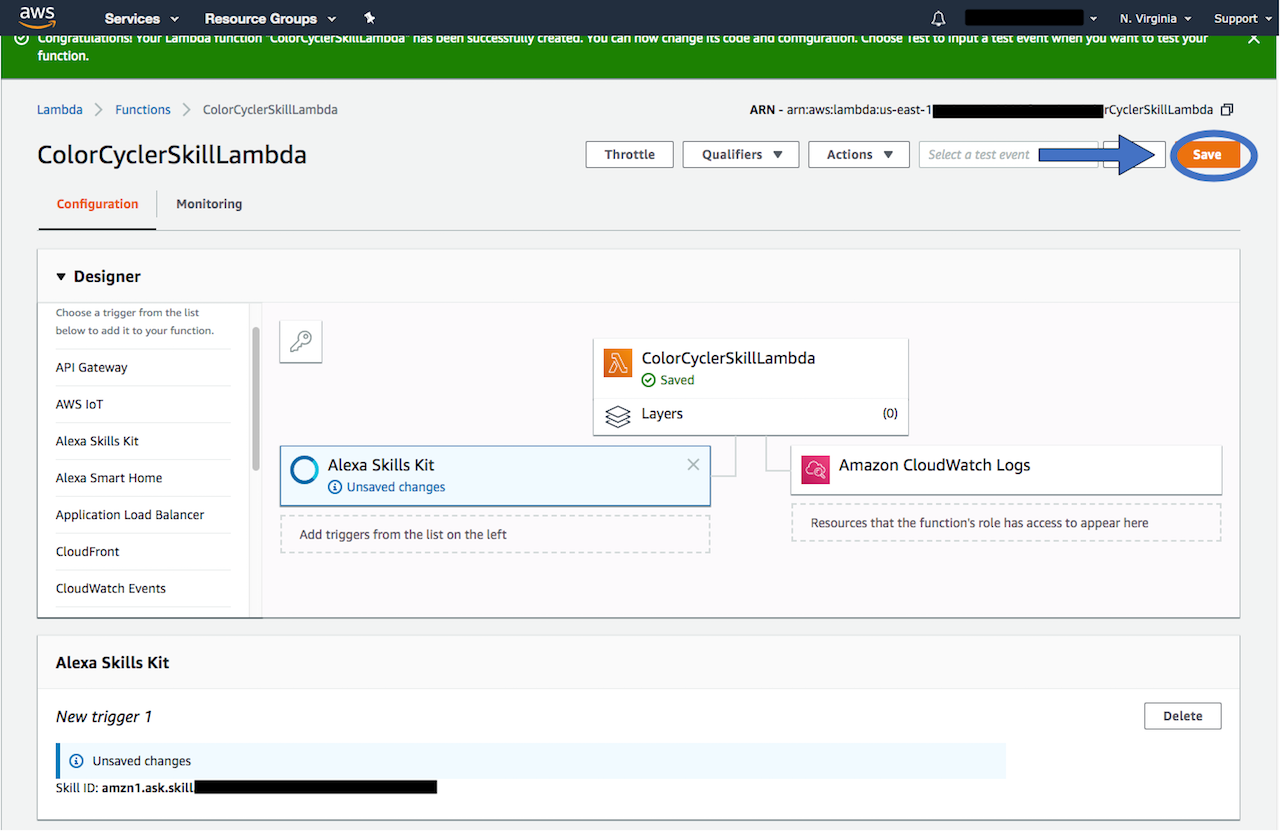 aws Services Resource Groups N. Virginia Support
Congratulations! Your Lambda function "ColorCyclerSkillLambda" has been successfully created. You can now change its code and configuration. Choose Test to input a test event when you want to test your
function.
Lambda Functions ColorCyclerSkillLambda ARN - arn:aws:lambda:us-east-1 rCyclerSkillLambda
ColorCyclerSkillLambda Throttle Qualifiers Actions Select a test event Save
Configuration Monitoring
Designer
Choose a trigger from the list
below to add it to your function.
API Gateway
AWS IoT
Alexa Skills Kit
Alexa Smart Home
Application Load Balancer
CloudFront
CloudWatch Events
ColorCyclerSkillLambda
Saved
Layers (0)
Alexa Skills Kit
Unsaved changes
Add triggers from the list on the left
Amazon CloudWatch Logs
Resources that the function's role has access to appear here
Alexa Skills Kit
New trigger 1 Delete
Unsaved changes
Skill ID: amzn1.ask.skill